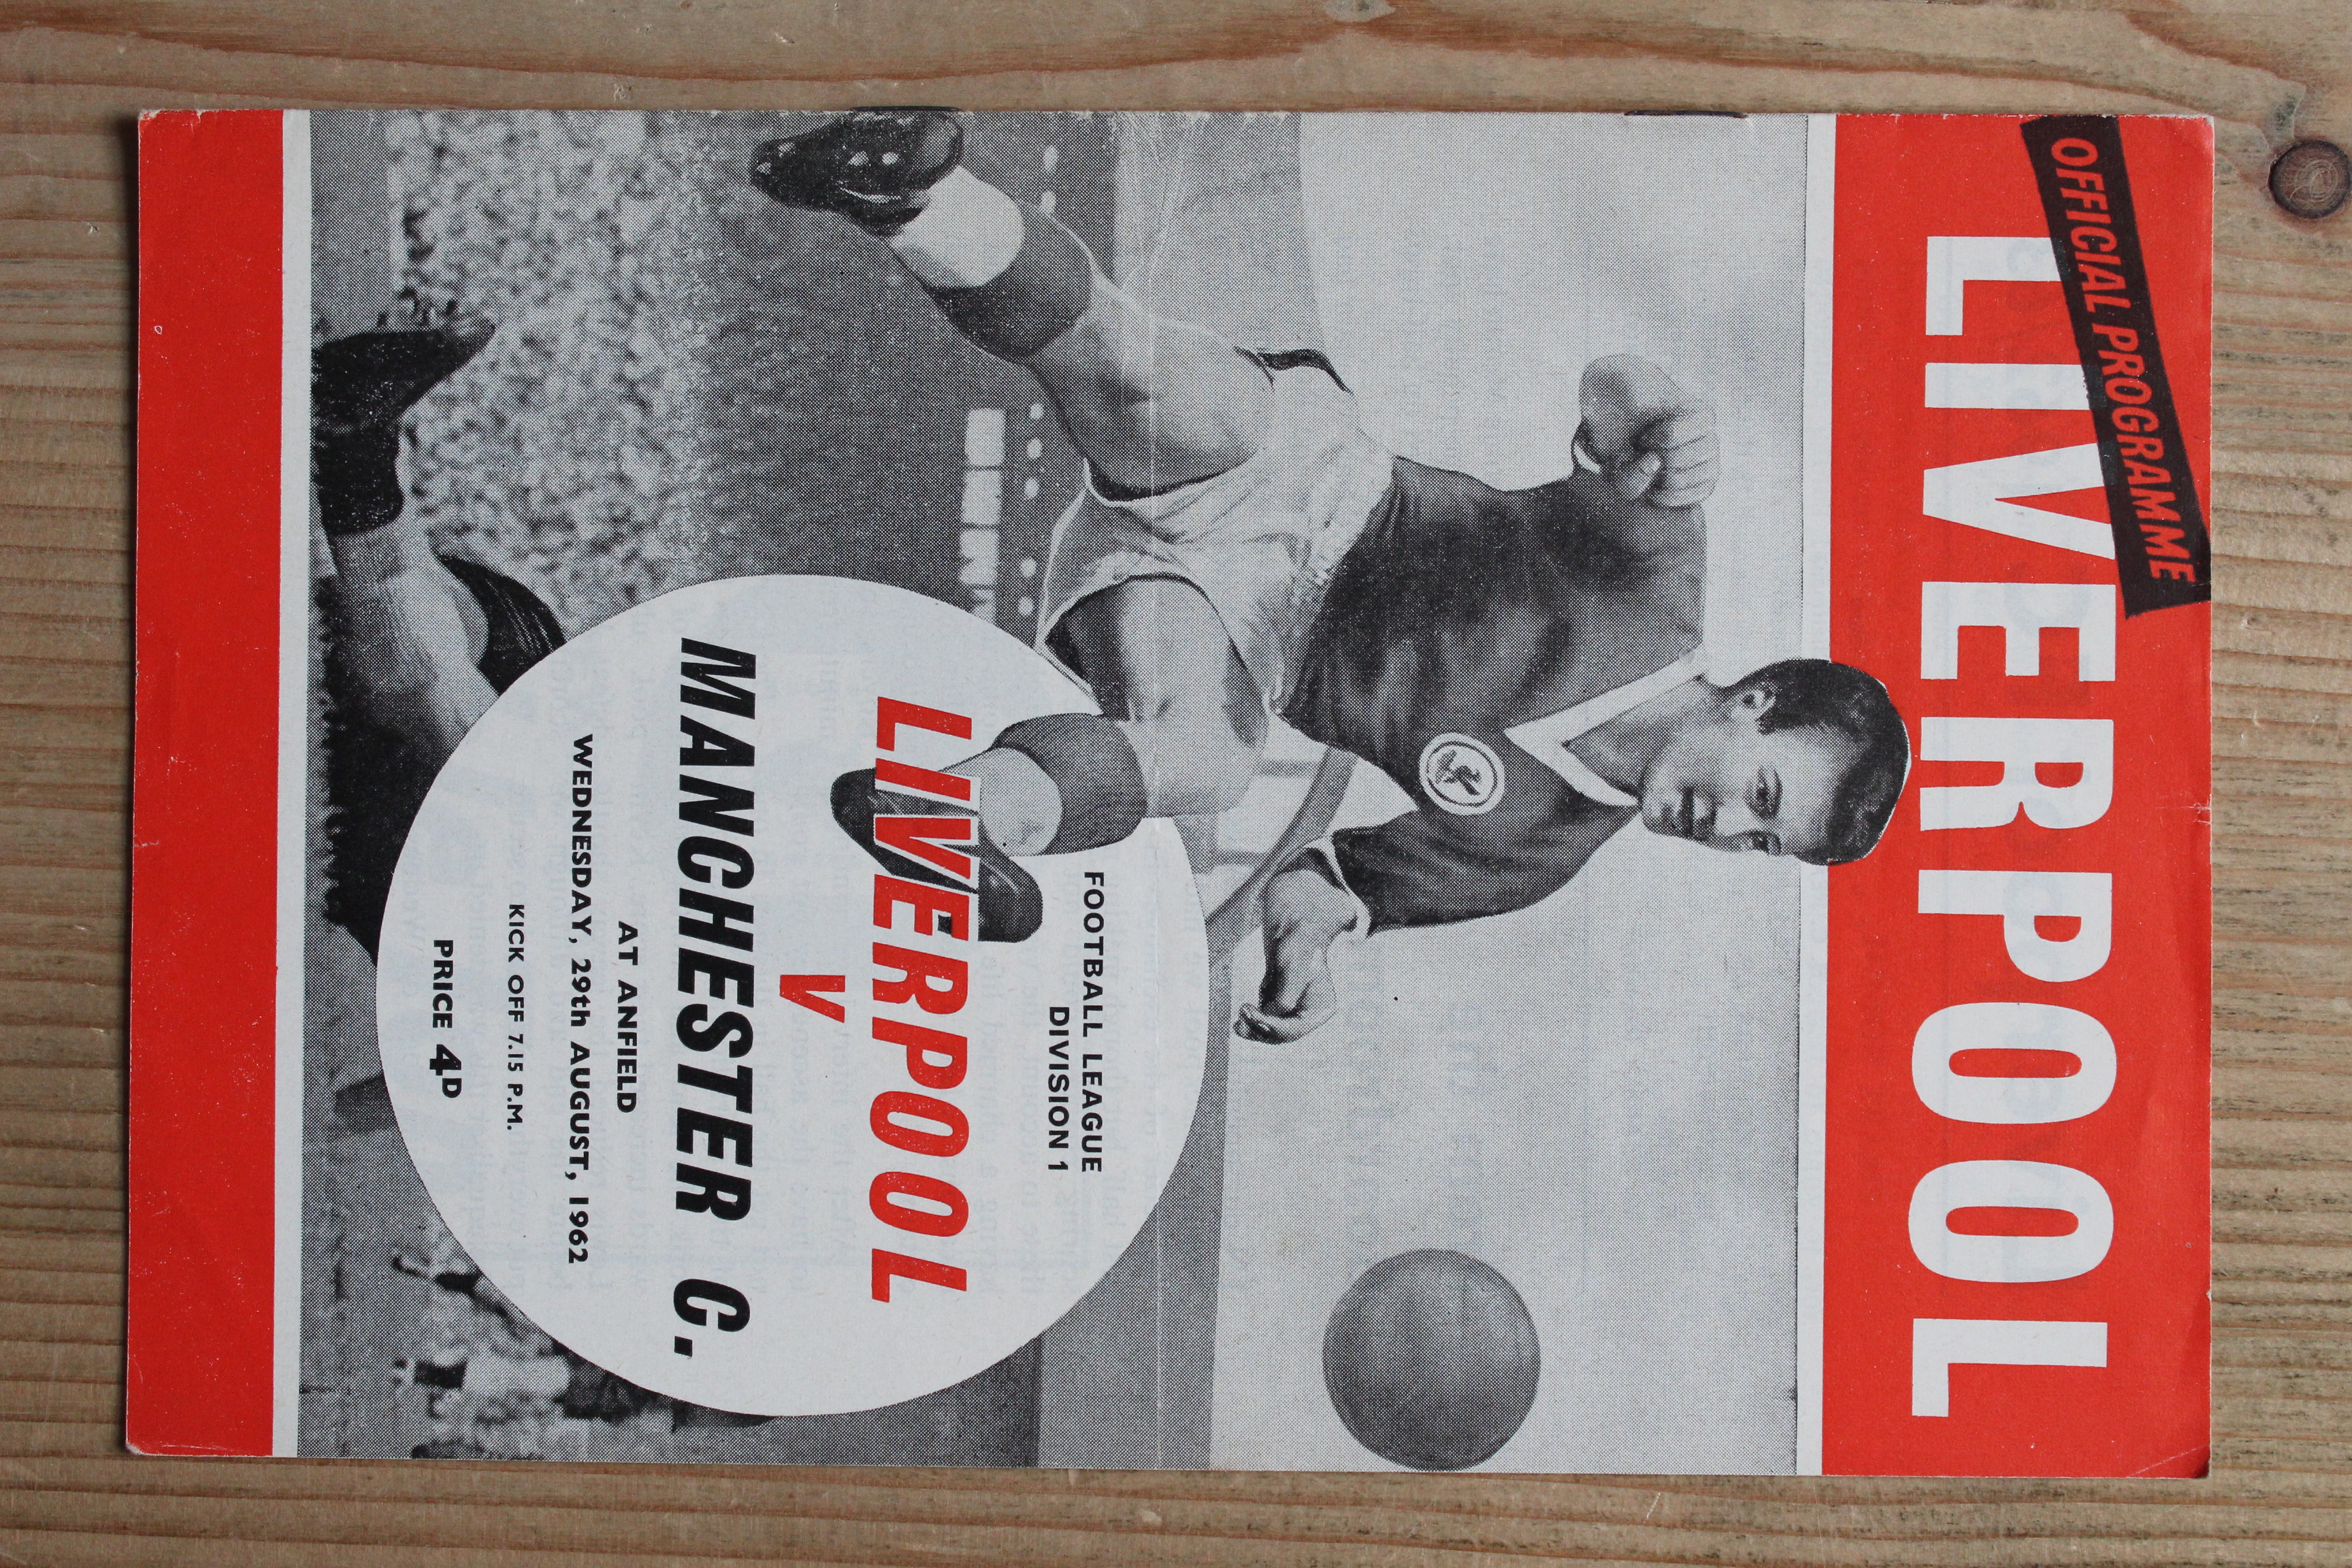 OFFICIAL PROGRAMME
LIVERPOOL
FOOTBALL LEAGUE
DIVISION 1
LIVERPOOL
V
MANCHESTER C.
AT ANFIELD
WEDNESDAY, 29th AUGUST, 1962
KICK OFF 7.15 P.M.
PRICE 4D